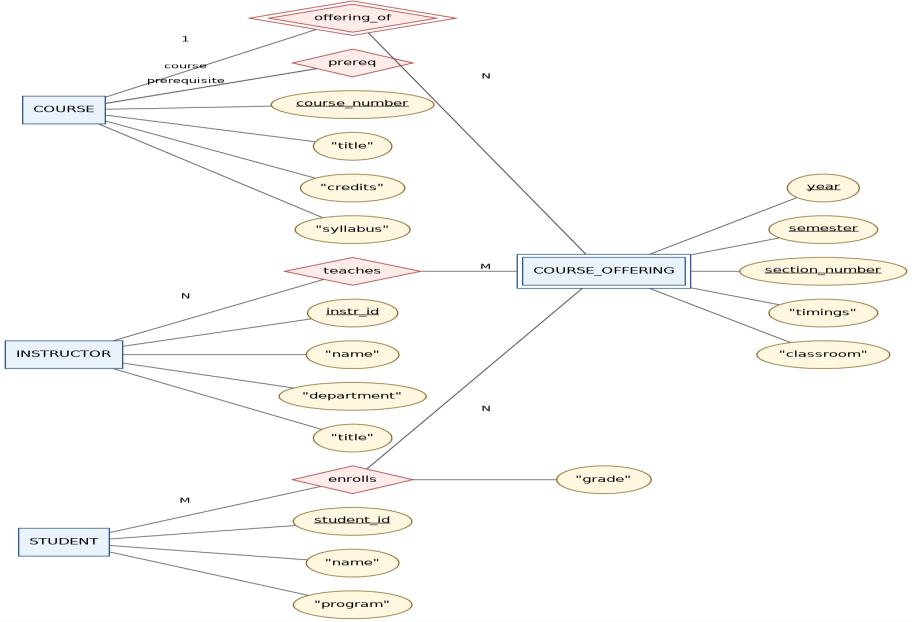 offering_of
1
N
course
prereq
prerequisite
COURSE
course_number
"title"
"credits"
"syllabus"
year
semester
teaches
M
COURSE_OFFERING
section_number
N
instr_id
"timings"
INSTRUCTOR
"name"
"classroom"
"department"
N
"title"
enrolls
"grade"
M
student_id
STUDENT
"name"
"program"